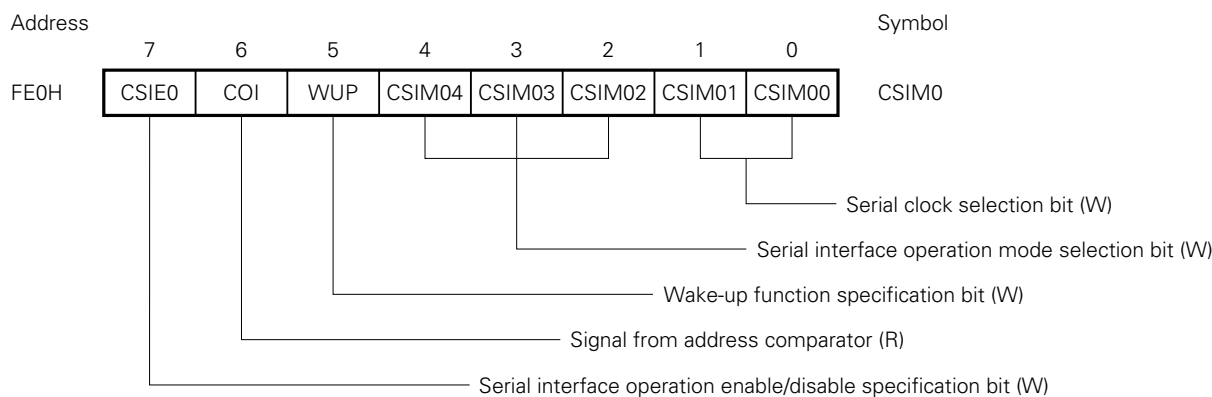 Address Symbol
7 6 5 4 3 2 1 0
FE0H CSIE0 COI WUP CSIM04 CSIM03 CSIM02 CSIM01 CSIM00 CSIM0
Serial clock selection bit (W)
Serial interface operation mode selection bit (W)
Wake-up function specification bit (W)
Signal from address comparator (R)
Serial interface operation enable/disable specification bit (W)